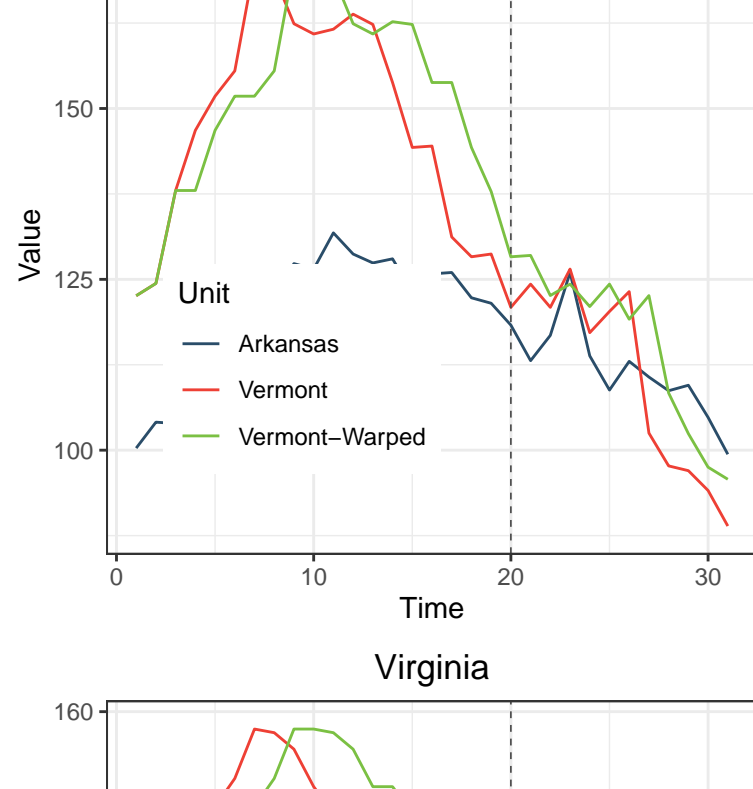 150
125
100
Value
Unit
Arkansas
Vermont
Vermont−Warped
0 10 20 30
Time
Virginia
160